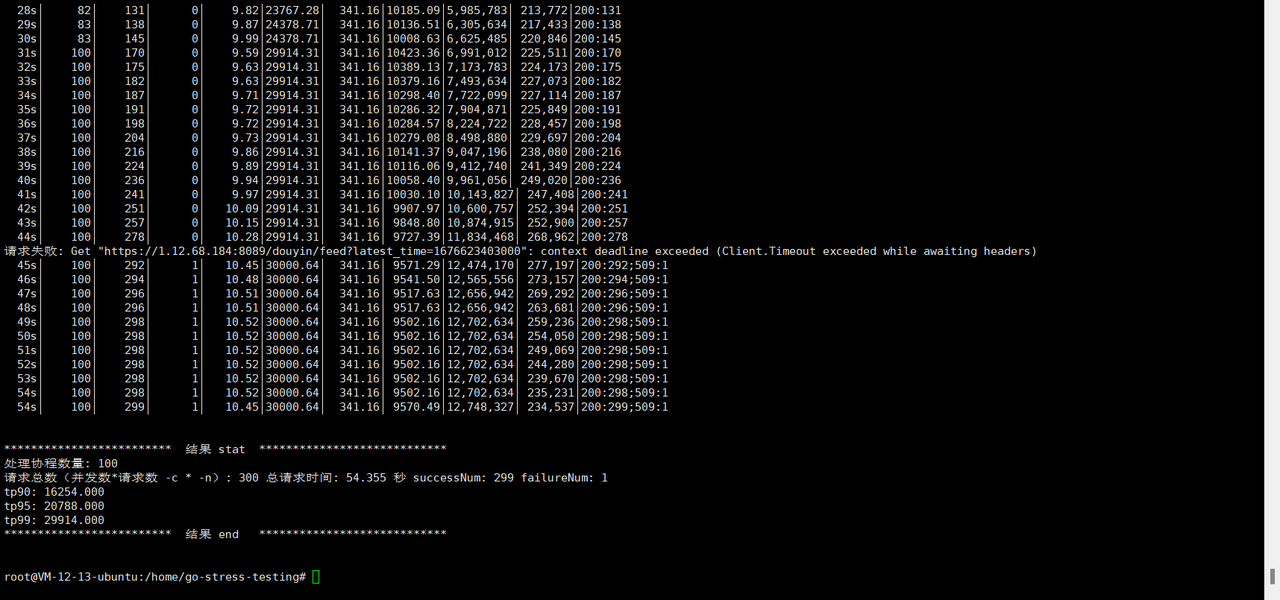 28s│ 82│ 131│ 0│ 9.82│23767.28│ 341.16│10185.09│5,985,783│ 213,772│200:131
29s│ 83│ 138│ 0│ 9.87│24378.71│ 341.16│10136.51│6,305,634│ 217,433│200:138
30s│ 83│ 145│ 0│ 9.99│24378.71│ 341.16│10008.63│6,625,485│ 220,846│200:145
31s│ 100│ 170│ 0│ 9.59│29914.31│ 341.16│10423.36│6,991,012│ 225,511│200:170
32s│ 100│ 175│ 0│ 9.63│29914.31│ 341.16│10389.13│7,173,783│ 224,173│200:175
33s│ 100│ 182│ 0│ 9.63│29914.31│ 341.16│10379.16│7,493,634│ 227,073│200:182
34s│ 100│ 187│ 0│ 9.71│29914.31│ 341.16│10298.40│7,722,099│ 227,114│200:187
35s│ 100│ 191│ 0│ 9.72│29914.31│ 341.16│10286.32│7,904,871│ 225,849│200:191
36s│ 100│ 198│ 0│ 9.72│29914.31│ 341.16│10284.57│8,224,722│ 228,457│200:198
37s│ 100│ 204│ 0│ 9.73│29914.31│ 341.16│10279.08│8,498,880│ 229,697│200:204
38s│ 100│ 216│ 0│ 9.86│29914.31│ 341.16│10141.37│9,047,196│ 238,080│200:216
39s│ 100│ 224│ 0│ 9.89│29914.31│ 341.16│10116.06│9,412,740│ 241,349│200:224
40s│ 100│ 236│ 0│ 9.94│29914.31│ 341.16│10058.40│9,961,056│ 249,020│200:236
41s│ 100│ 241│ 0│ 9.97│29914.31│ 341.16│10030.10│10,143,827│ 247,408│200:241
42s│ 100│ 251│ 0│ 10.09│29914.31│ 341.16│ 9907.97│10,600,757│ 252,394│200:251
43s│ 100│ 257│ 0│ 10.15│29914.31│ 341.16│ 9848.80│10,874,915│ 252,900│200:257
44s│ 100│ 278│ 0│ 10.28│29914.31│ 341.16│ 9727.39│11,834,468│ 268,962│200:278
请求失败: Get "https://1.12.68.184:8089/douyin/feed?latest_time=1676623403000": context deadline exceeded (Client.Timeout exceeded while awaiting headers)
45s│ 100│ 292│ 1│ 10.45│30000.64│ 341.16│ 9571.29│12,474,170│ 277,197│200:292;509:1
46s│ 100│ 294│ 1│ 10.48│30000.64│ 341.16│ 9541.50│12,565,556│ 273,157│200:294;509:1
47s│ 100│ 296│ 1│ 10.51│30000.64│ 341.16│ 9517.63│12,656,942│ 269,292│200:296;509:1
48s│ 100│ 296│ 1│ 10.51│30000.64│ 341.16│ 9517.63│12,656,942│ 263,681│200:296;509:1
49s│ 100│ 298│ 1│ 10.52│30000.64│ 341.16│ 9502.16│12,702,634│ 259,236│200:298;509:1
50s│ 100│ 298│ 1│ 10.52│30000.64│ 341.16│ 9502.16│12,702,634│ 254,050│200:298;509:1
51s│ 100│ 298│ 1│ 10.52│30000.64│ 341.16│ 9502.16│12,702,634│ 249,069│200:298;509:1
52s│ 100│ 298│ 1│ 10.52│30000.64│ 341.16│ 9502.16│12,702,634│ 244,280│200:298;509:1
53s│ 100│ 298│ 1│ 10.52│30000.64│ 341.16│ 9502.16│12,702,634│ 239,670│200:298;509:1
54s│ 100│ 298│ 1│ 10.52│30000.64│ 341.16│ 9502.16│12,702,634│ 235,231│200:298;509:1
54s│ 100│ 299│ 1│ 10.45│30000.64│ 341.16│ 9570.49│12,748,327│ 234,537│200:299;509:1
************************* 结果 stat ****************************
处理协程数量: 100
请求总数（并发数*请求数 -c * -n）: 300 总请求时间: 54.355 秒 successNum: 299 failureNum: 1
tp90: 16254.000
tp95: 20788.000
tp99: 29914.000
************************* 结果 end ****************************
root@VM-12-13-ubuntu:/home/go-stress-testing#